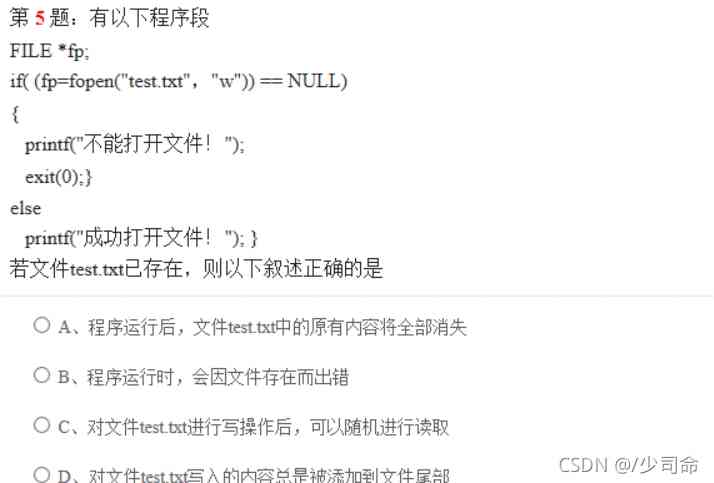 第 5 题：有以下程序段
FILE *fp;
if( (fp=fopen("test.txt"，"w")) == NULL)
{
printf("不能打开文件！");
exit(0);}
else
printf("成功打开文件！"); }
若文件test.txt已存在，则以下叙述正确的是
A、程序运行后，文件test.txt中的原有内容将全部消失
B、程序运行时，会因文件存在而出错
C、对文件test.txt进行写操作后，可以随机进行读取
D、对文件test.txt写入的内容总是被添加到文件尾部
CSDN @/少司命